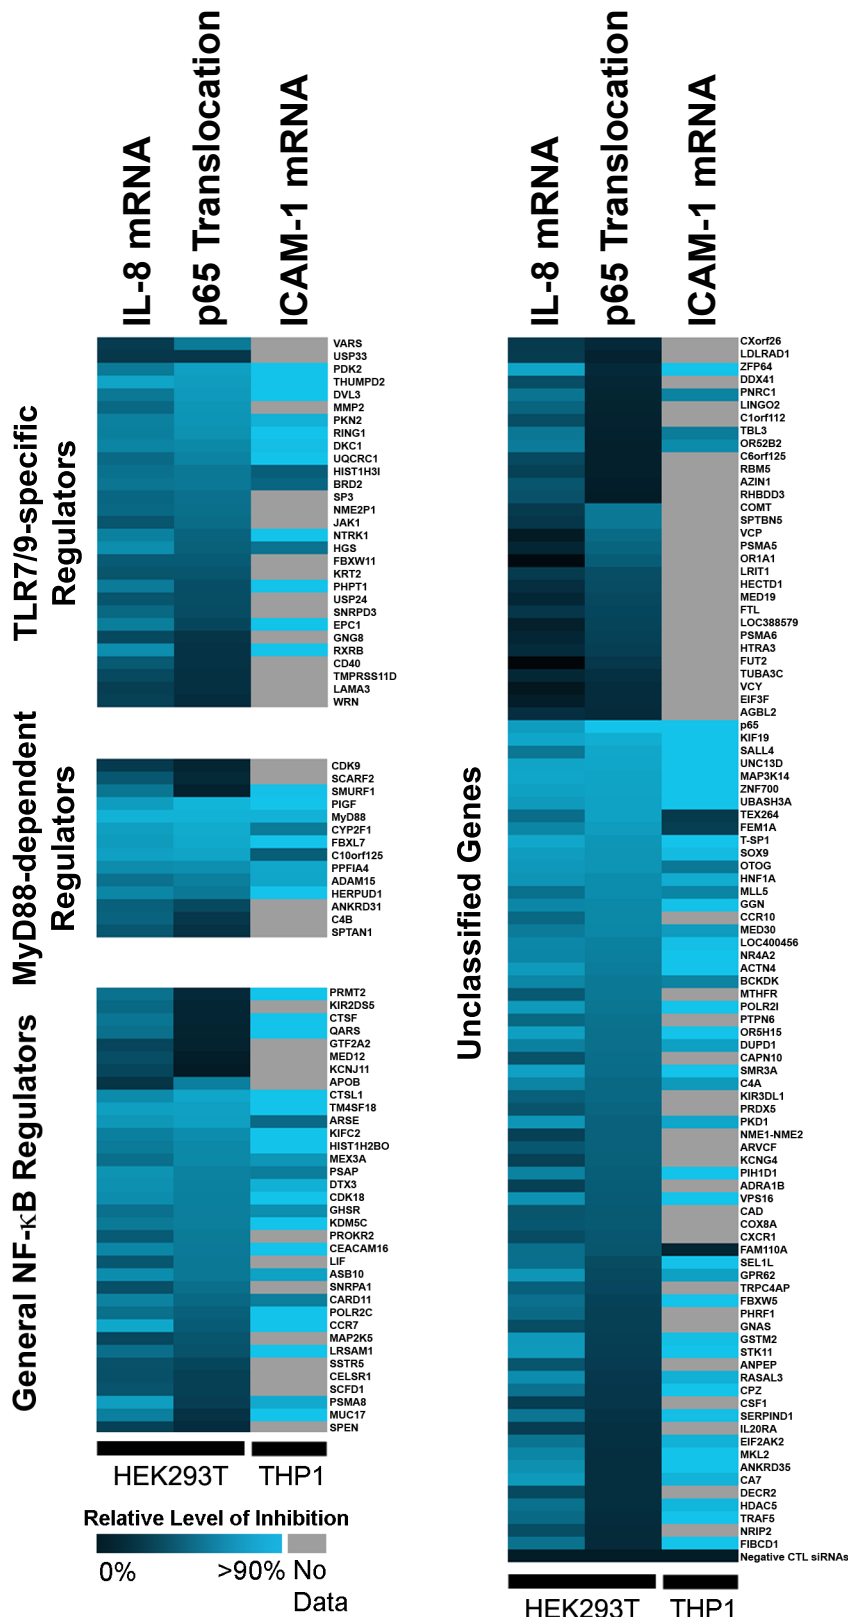 IL-8 mRNA
p65 Translocation
ICAM-1 mRNA
TLR7/9-specific
Regulators
VARS
USP33
PDK2
THUMPD2
DVL3
MMP2
PKN2
RING1
DKC1
UQCRC1
HIST1H3I
BRD2
SP3
NME2P1
JAK1
NTRK1
HGS
FBXW11
KRT2
PHPT1
USP24
SNRPD3
EPC1
GNG8
RXRB
CD40
TMPRSS11D
LAMA3
WRN
MyD88-dependent
Regulators
CDK9
SCARF2
SMURF1
PIGF
MyD88
CYP2F1
FBXL7
C10orf125
PPFIA4
ADAM15
HERPUD1
ANKRD31
C4B
SPTAN1
General NF-κB Regulators
PRMT2
KIR2DS5
CTSF
QARS
GTF2A2
MED12
KCNJ11
APOB
CTSL1
TM4SF18
ARSE
KIFC2
HIST1H2BO
MEX3A
PSAP
DTX3
CDK18
GHSR
KDM5C
PROKR2
CEACAM16
LIF
ASB10
SNRPA1
CARD11
POLR2C
CCR7
MAP2K5
LRSAM1
SSTR5
CELSR1
SCFD1
PSMA8
MUC17
SPEN
HEK293T
THP1
Relative Level of Inhibition
0%
>90%
No
Data
IL-8 mRNA
p65 Translocation
ICAM-1 mRNA
Unclassified Genes
CXorf26
LDLRAD1
ZFP64
DDX41
PNRC1
LINGO2
C1orf112
TBL3
OR52B2
C6orf125
RBM5
AZIN1
RHBDD3
COMT
SPTBN5
VCP
PSMA5
OR1A1
LRIT1
HECTD1
MED19
FTL
LOC388579
PSMA6
HTRA3
FUT2
TUBA3C
VCY
EIF3F
AGBL2
p65
KIF19
SALL4
UNC13D
MAP3K14
ZNF700
UBASH3A
TEX264
FEM1A
T-SP1
SOX9
OTOG
HNF1A
MLL5
GGN
CCR10
MED30
LOC400456
NR4A2
ACTN4
BCKDK
MTHFR
POLR2I
PTPN6
OR5H15
DUPD1
CAPN10
SMR3A
C4A
KIR3DL1
PRDX5
PKD1
NME1-NME2
ARVCF
KCNG4
PIH1D1
ADRA1B
VPS16
CAD
COX8A
CXCR1
FAM110A
SEL1L
GPR62
TRPC4AP
FBXW5
PHRF1
GNAS
GSTM2
STK11
ANPEP
RASAL3
CPZ
CSF1
SERPIND1
IL20RA
EIF2AK2
MKL2
ANKRD35
CA7
DECR2
HDAC5
TRAF5
NRIP2
FIBCD1
Negative CTL siRNAs
HEK293T
THP1